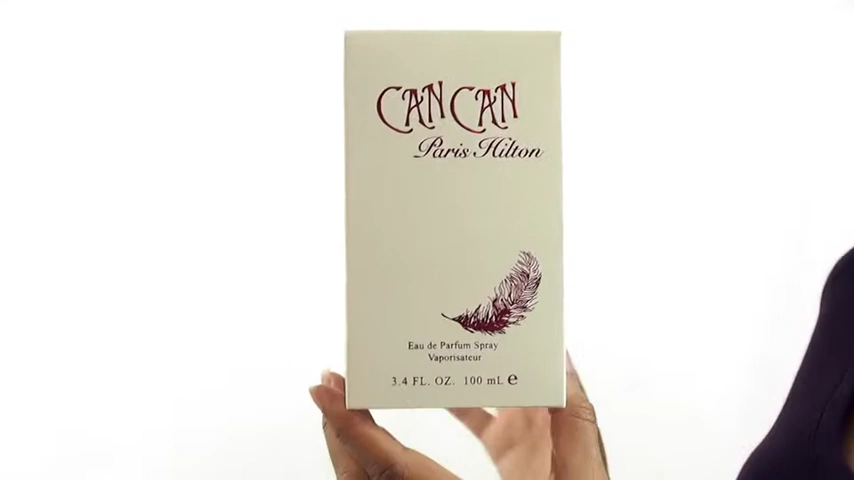 CAN CAN
Paris Hilton
Eau de Parfum Spray
Vaporisateur
3.4 FL. OZ. 100 mL ℮